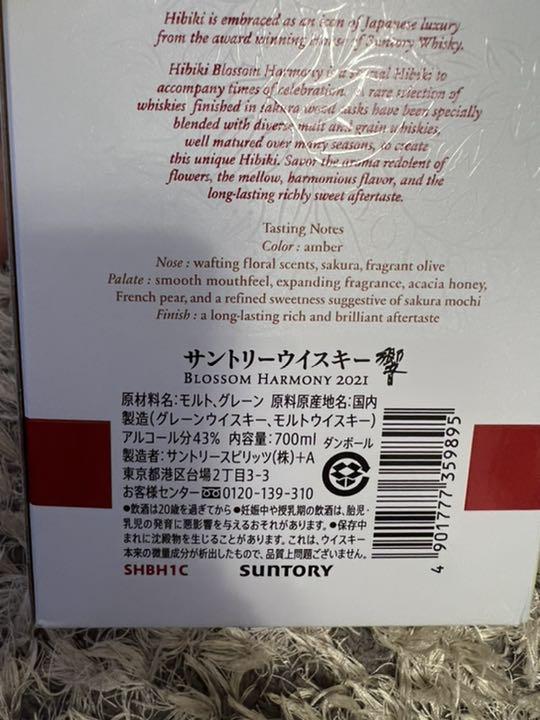 Hibiki is embraced as an icon of Japanese luxury
from the award winning House of Suntory Whisky.
Hibiki Blossom Harmony is a special Hibiki to
accompany times of celebration. A rare selection of
whiskies finished in sakura wood casks have been specially
blended with diverse malt and grain whiskies,
well matured over many seasons, to create
this unique Hibiki. Savor the aroma redolent of
flowers, the mellow, harmonious flavor, and the
long-lasting richly sweet aftertaste.
Tasting Notes
Color : amber
Nose : wafting floral scents, sakura, fragrant olive
Palate : smooth mouthfeel, expanding fragrance, acacia honey,
French pear, and a refined sweetness suggestive of sakura mochi
Finish : a long-lasting rich and brilliant aftertaste
サントリーウイスキー 響
BLOSSOM HARMONY 2021
原材料名:モルト、グレーン 原料原産地名:国内
製造(グレーンウイスキー、モルトウイスキー)
アルコール分43% 内容量:700ml ダンボール
製造者:サントリースピリッツ(株)+A
東京都港区台場2丁目3-3
お客様センター 0120-139-310
●飲酒は20歳を過ぎてから●妊娠中や授乳期の飲酒は、胎児・
乳児の発育に悪影響を与えるおそれがあります。●保存中
まれに沈殿物を生じることがあります。これは、ウイスキー
本来の微量成分が析出したもので、品質上問題ございません。
SHBH1C SUNTORY
4 901777 359895